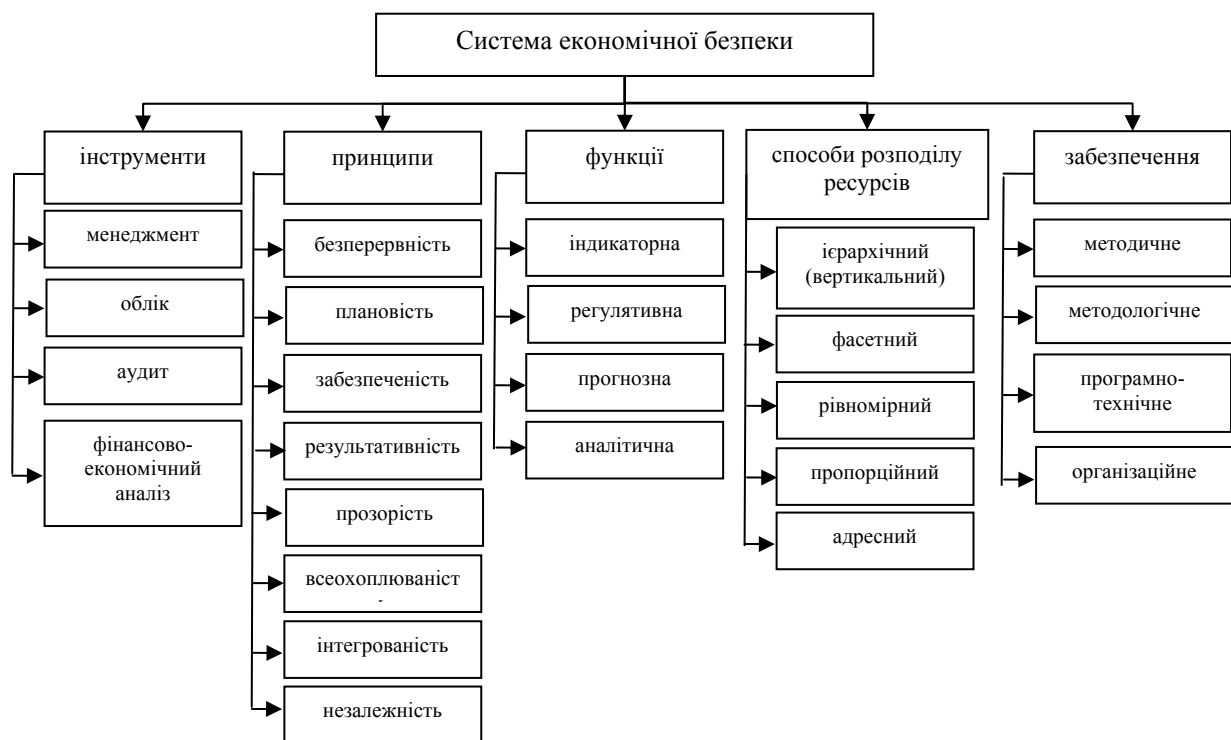 Система економічної безпеки
інструменти
менеджмент
облік
аудит
фінансово-
економічний
аналіз
принципи
безперервність
плановість
забезпеченість
результативність
прозорість
всеохоплюваніст
інтегрованість
незалежність
функції
індикаторна
регулятивна
прогнозна
аналітична
способи розподілу
ресурсів
ієрархічний
(вертикальний)
фасетний
рівномірний
пропорційний
адресний
забезпечення
методичне
методологічне
програмно-
технічне
організаційне